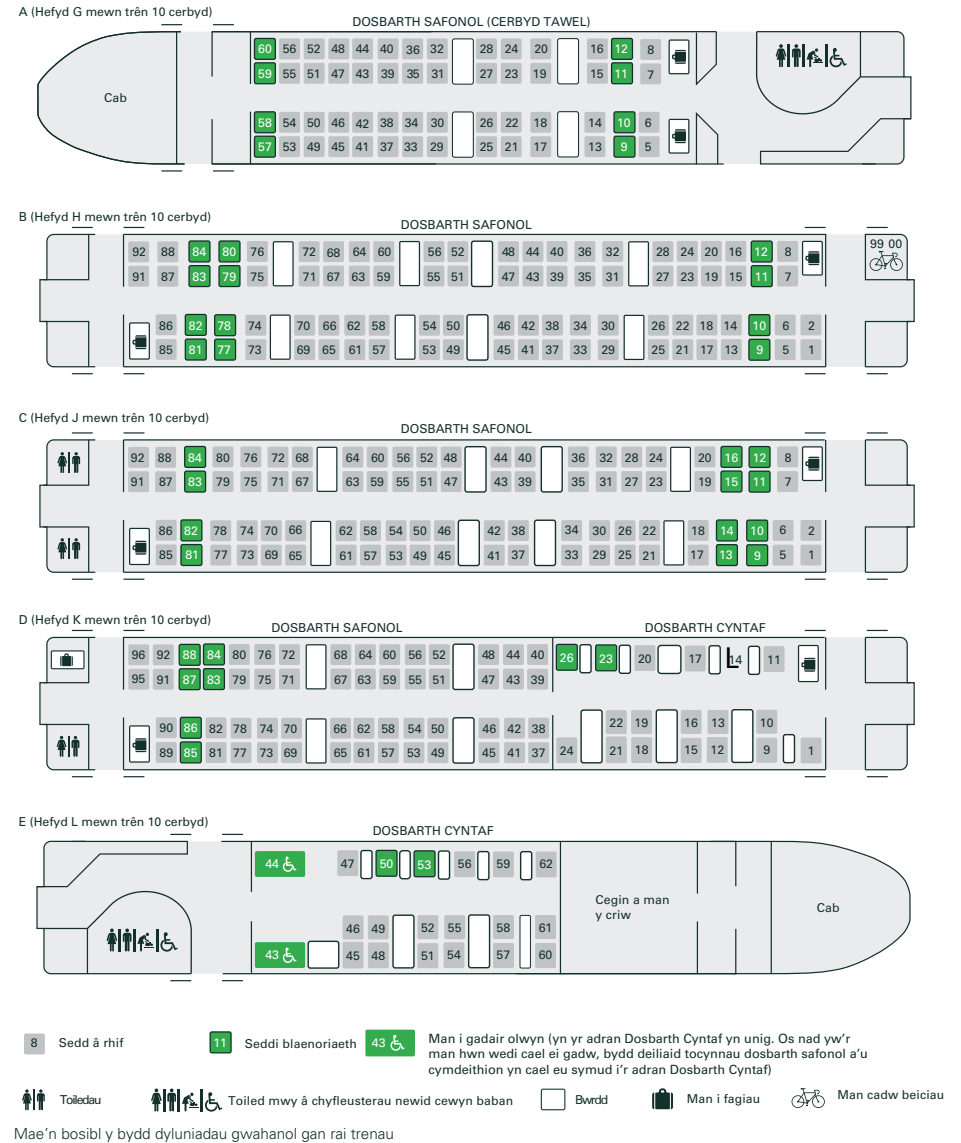 A (Hefyd G mewn trên 10 cerbyd)
DOSBARTH SAFONOL (CERBYD TAWEL)
60 56 52 48 44 40 36 32 28 24 20 16 12 8
59 55 51 47 43 39 35 31 27 23 19 15 11 7
Cab
58 54 50 46 42 38 34 30 26 22 18 14 10 6
57 53 49 45 41 37 33 29 25 21 17 13 9 5
B (Hefyd H mewn trên 10 cerbyd)
DOSBARTH SAFONOL
92 88 84 80 76 72 68 64 60 56 52 48 44 40 36 32 28 24 20 16 12 8 99 00
91 87 83 79 75 71 67 63 59 55 51 47 43 39 35 31 27 23 19 15 11 7
86 82 78 74 70 66 62 58 54 50 46 42 38 34 30 26 22 18 14 10 6 2
85 81 77 73 69 65 61 57 53 49 45 41 37 33 29 25 21 17 13 9 5 1
C (Hefyd J mewn trên 10 cerbyd)
DOSBARTH SAFONOL
92 88 84 80 76 72 68 64 60 56 52 48 44 40 36 32 28 24 20 16 12 8
91 87 83 79 75 71 67 63 59 55 51 47 43 39 35 31 27 23 19 15 11 7
86 82 78 74 70 66 62 58 54 50 46 42 38 34 30 26 22 18 14 10 6 2
85 81 77 73 69 65 61 57 53 49 45 41 37 33 29 25 21 17 13 9 5 1
D (Hefyd K mewn trên 10 cerbyd)
DOSBARTH SAFONOL DOSBARTH CYNTAF
96 92 88 84 80 76 72 68 64 60 56 52 48 44 40 26 23 20 17 14 11
95 91 87 83 79 75 71 67 63 59 55 51 47 43 39
90 86 82 78 74 70 66 62 58 54 50 46 42 38 22 19 16 13 10
89 85 81 77 73 69 65 61 57 53 49 45 41 37 24 21 18 15 12 9 1
E (Hefyd L mewn trên 10 cerbyd)
DOSBARTH CYNTAF
44 47 50 53 56 59 62
Cegin a man
y criw
Cab
46 49 52 55 58 61
43 45 48 51 54 57 60
8 Sedd â rhif
11 Seddi blaenoriaeth
43 Man i gadair olwyn (yn yr adran Dosbarth Cyntaf yn unig. Os nad yw'r
man hwn wedi cael ei gadw, bydd deiliaid tocynnau dosbarth safonol a'u
cymdeithion yn cael eu symud i'r adran Dosbarth Cyntaf)
Toiledau
Toiled mwy â chyfleusterau newid cewyn baban
Bwrdd
Man i fagiau
Man cadw beiciau
Mae'n bosibl y bydd dyluniadau gwahanol gan rai trenau